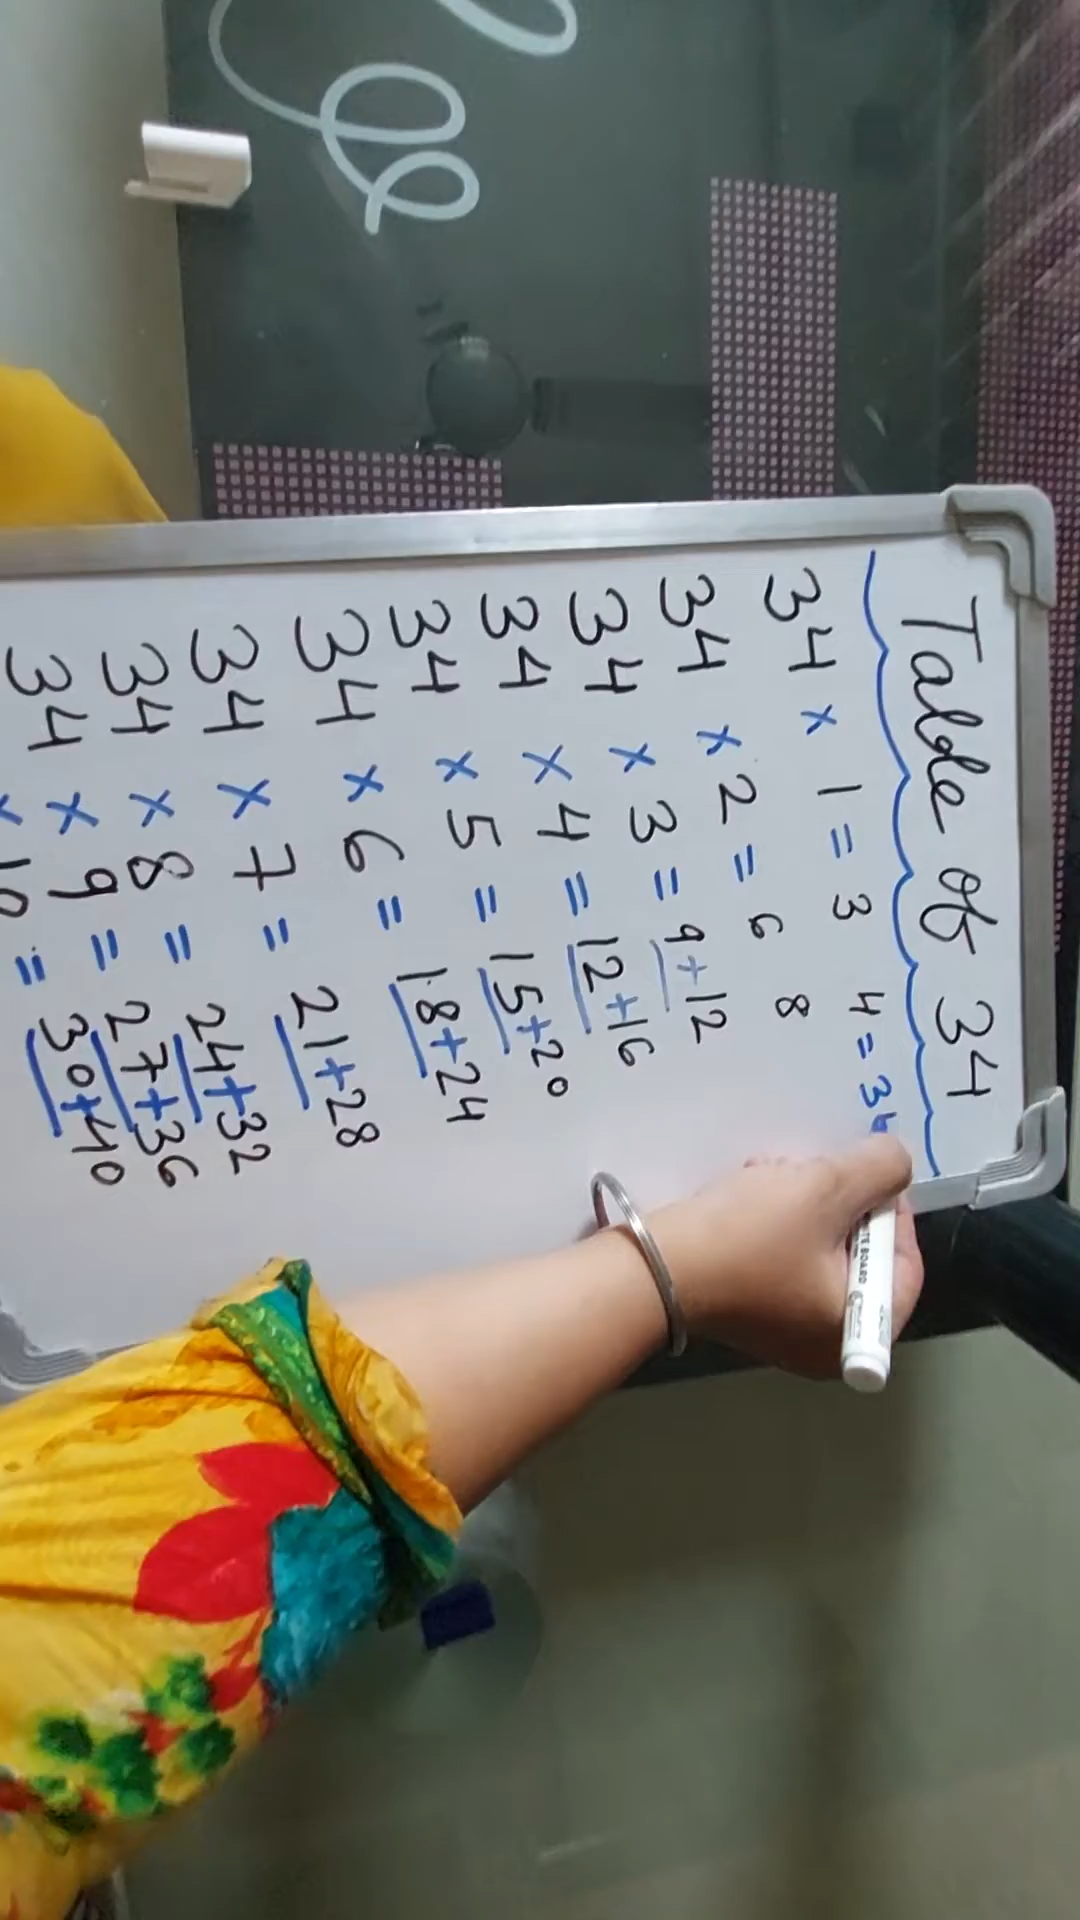 Table of 34
34 × 1 = 3 4 = 34
34 × 2 = 6 8
34 × 3 = 9+12
34 × 4 = 12+16
34 × 5 = 15+20
34 × 6 = 18+24
34 × 7 = 21+28
34 × 8 = 24+32
34 × 9 = 27+36
× 10 = 30+40
BOARD